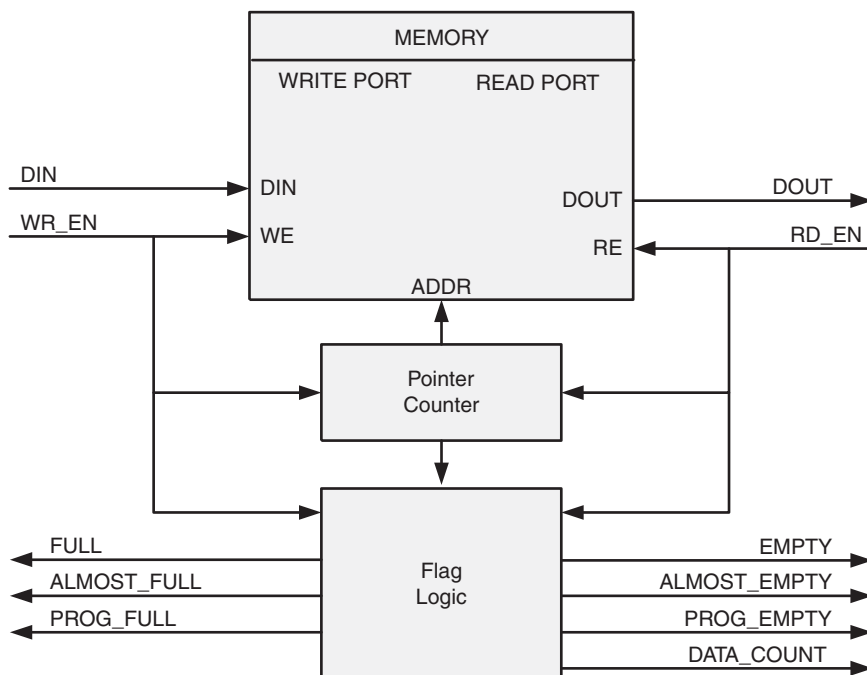 MEMORY
WRITE PORT
READ PORT
DIN
DIN
DOUT
DOUT
WR_EN
WE
RE
RD_EN
ADDR
Pointer
Counter
FULL
EMPTY
Flag
Logic
ALMOST_FULL
ALMOST_EMPTY
PROG_FULL
PROG_EMPTY
DATA_COUNT